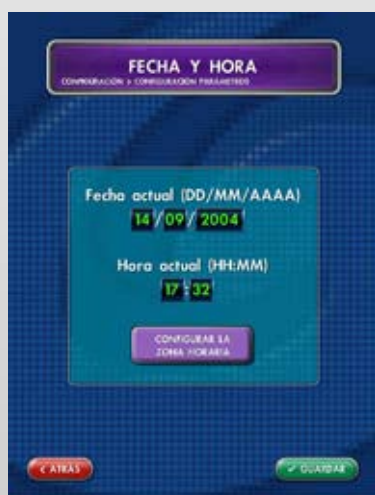 FECHA Y HORA
CONFIGURACIÓN > CONFIGURACIÓN PARÁMETROS
Fecha actual (DD/MM/AAAA)
14/09/2004
Hora actual (HH:MM)
17:32
CONFIGURAR LA
ZONA HORARIA
< ATRÁS
✓ GUARDAR